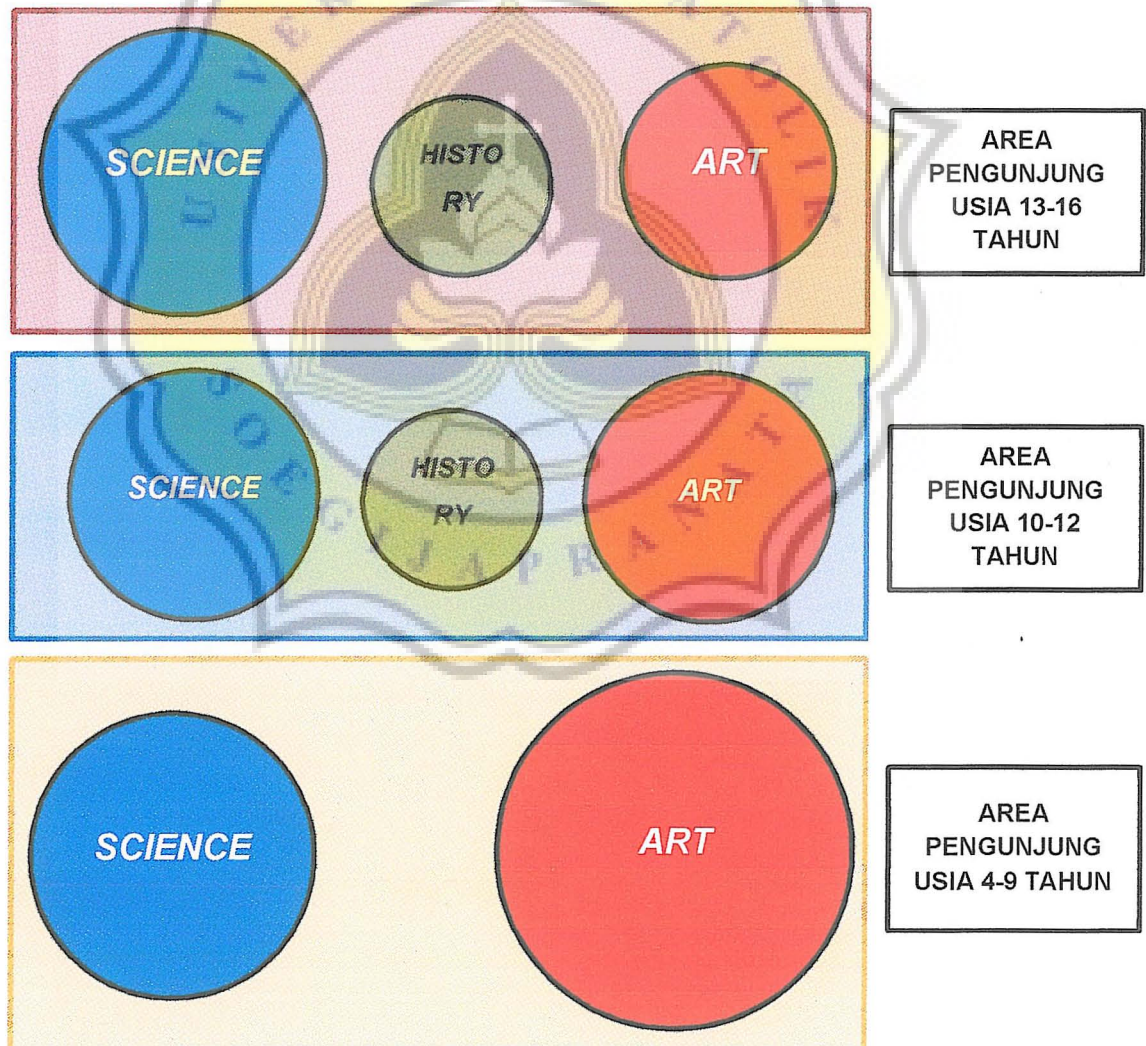 SCIENCE
HISTO
RY
ART
AREA
PENGUNJUNG
USIA 13-16
TAHUN
SCIENCE
HISTO
RY
ART
AREA
PENGUNJUNG
USIA 10-12
TAHUN
SCIENCE
ART
AREA
PENGUNJUNG
USIA 4-9 TAHUN
SOEGIJAPRANATA